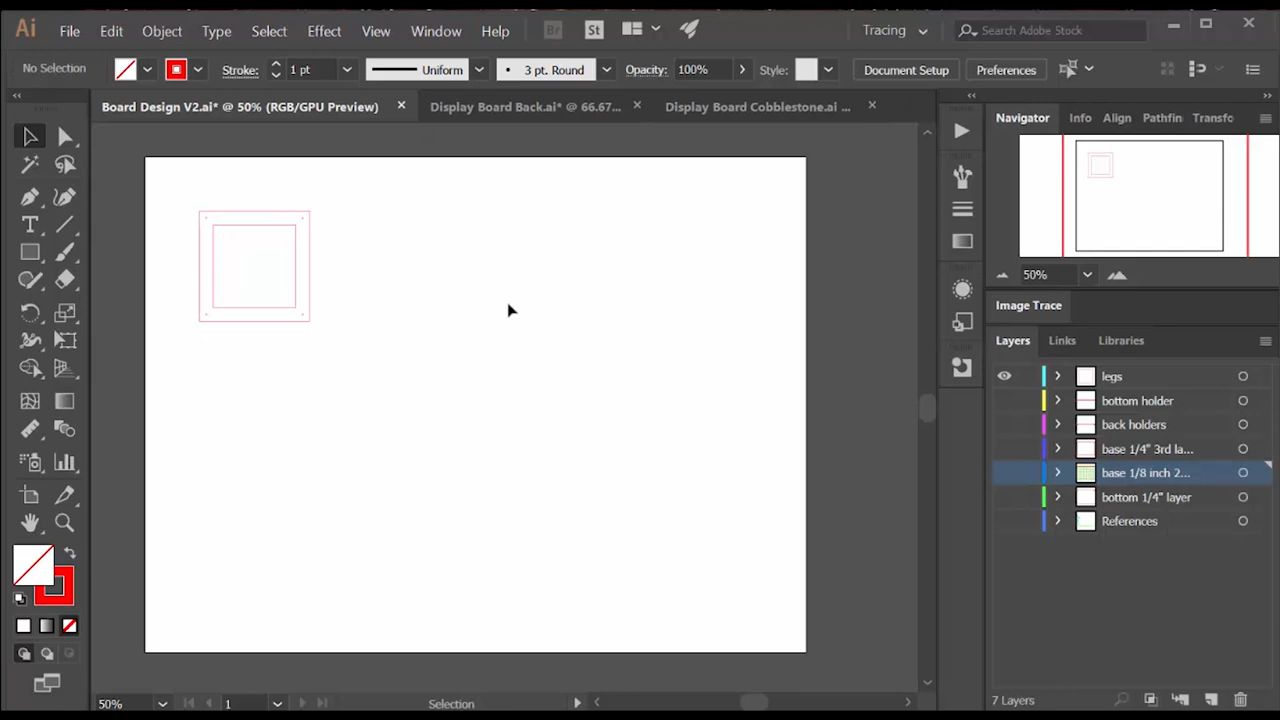 Ai File Edit Object Type Select Effect View Window Help Br St Tracing Search Adobe Stock
No Selection Stroke: 1 pt Uniform 3 pt. Round Opacity: 100% Style: Document Setup Preferences
Board Design V2.ai* @ 50% (RGB/GPU Preview) Display Board Back.ai* @ 66.67... Display Board Cobblestone.ai ...
Navigator Info Align Pathfin Transfo
50%
Image Trace
Layers Links Libraries
legs
bottom holder
back holders
base 1/4" 3rd la...
base 1/8 inch 2...
bottom 1/4" layer
References
7 Layers
50% 1 Selection